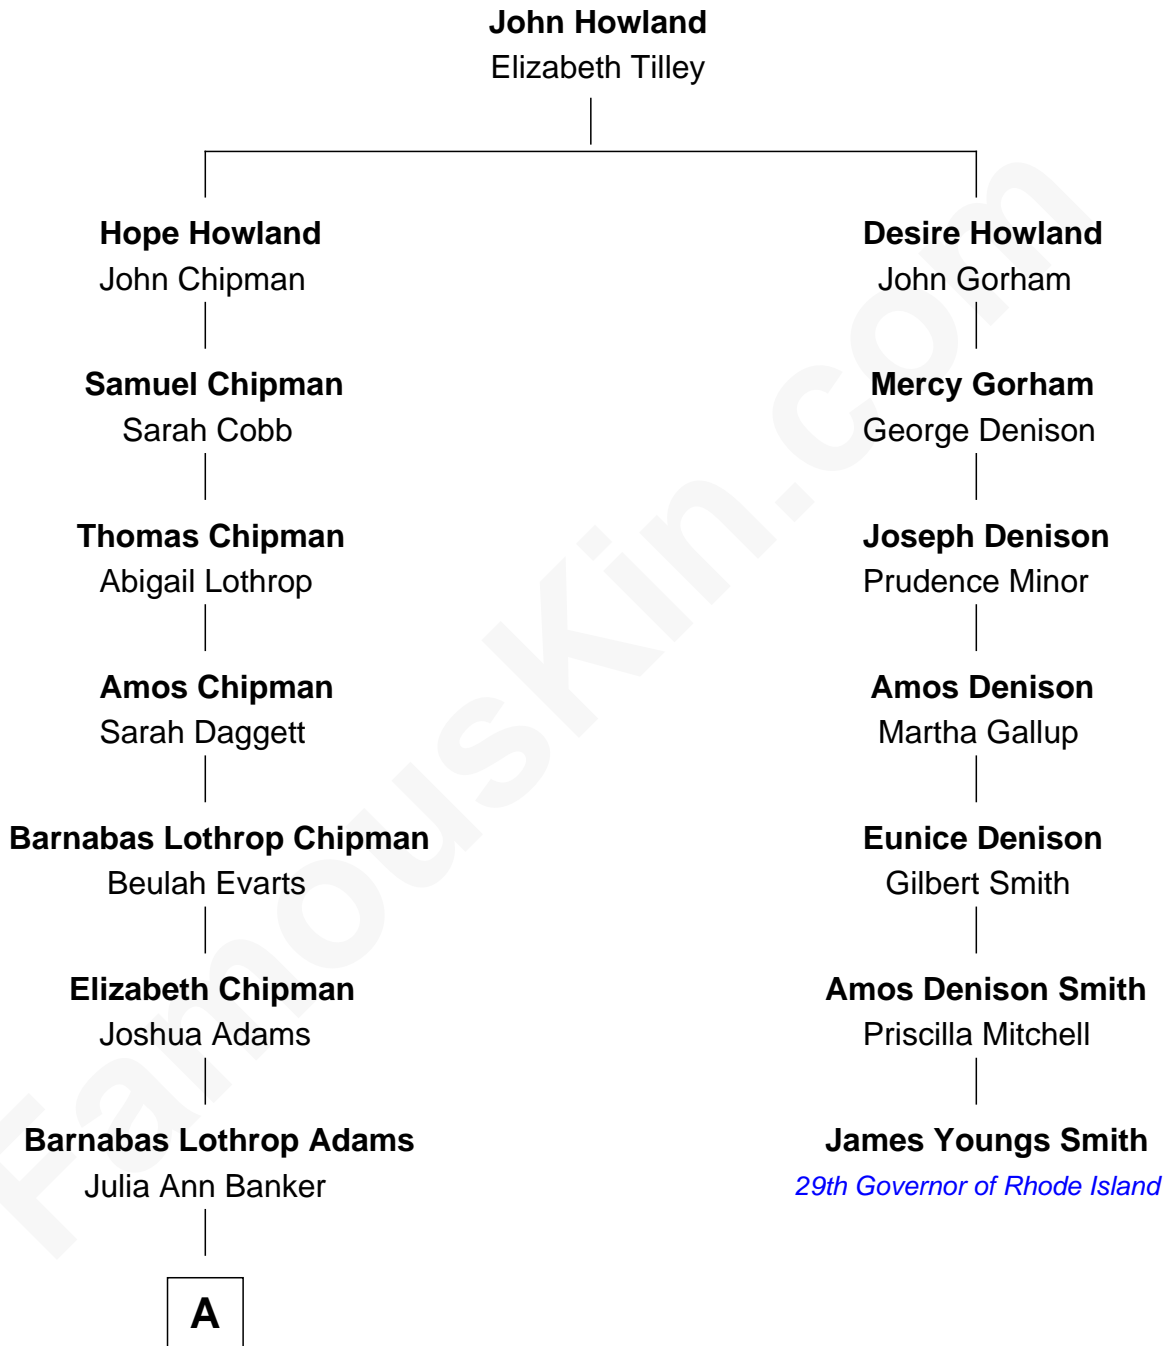 John Howland
Elizabeth Tilley
Hope Howland
John Chipman
Desire Howland
John Gorham
Samuel Chipman
Sarah Cobb
Mercy Gorham
George Denison
Thomas Chipman
Abigail Lothrop
Joseph Denison
Prudence Minor
Amos Chipman
Sarah Daggett
Amos Denison
Martha Gallup
Barnabas Lothrop Chipman
Beulah Evarts
Eunice Denison
Gilbert Smith
Elizabeth Chipman
Joshua Adams
Amos Denison Smith
Priscilla Mitchell
Barnabas Lothrop Adams
Julia Ann Banker
James Youngs Smith
29th Governor of Rhode Island
A
FamousKin.com